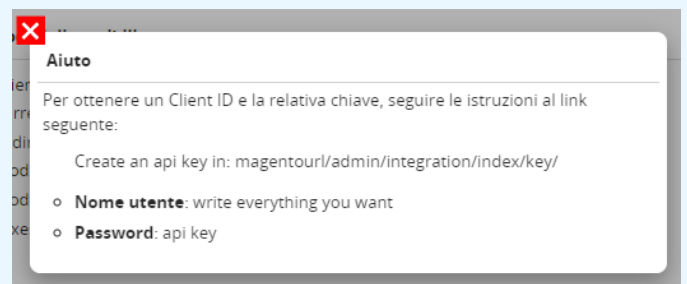 Aiuto
Per ottenere un Client ID e la relativa chiave, seguire le istruzioni al link
seguente:
Create an api key in: magentourl/admin/integration/index/key/
Nome utente: write everything you want
Password: api key